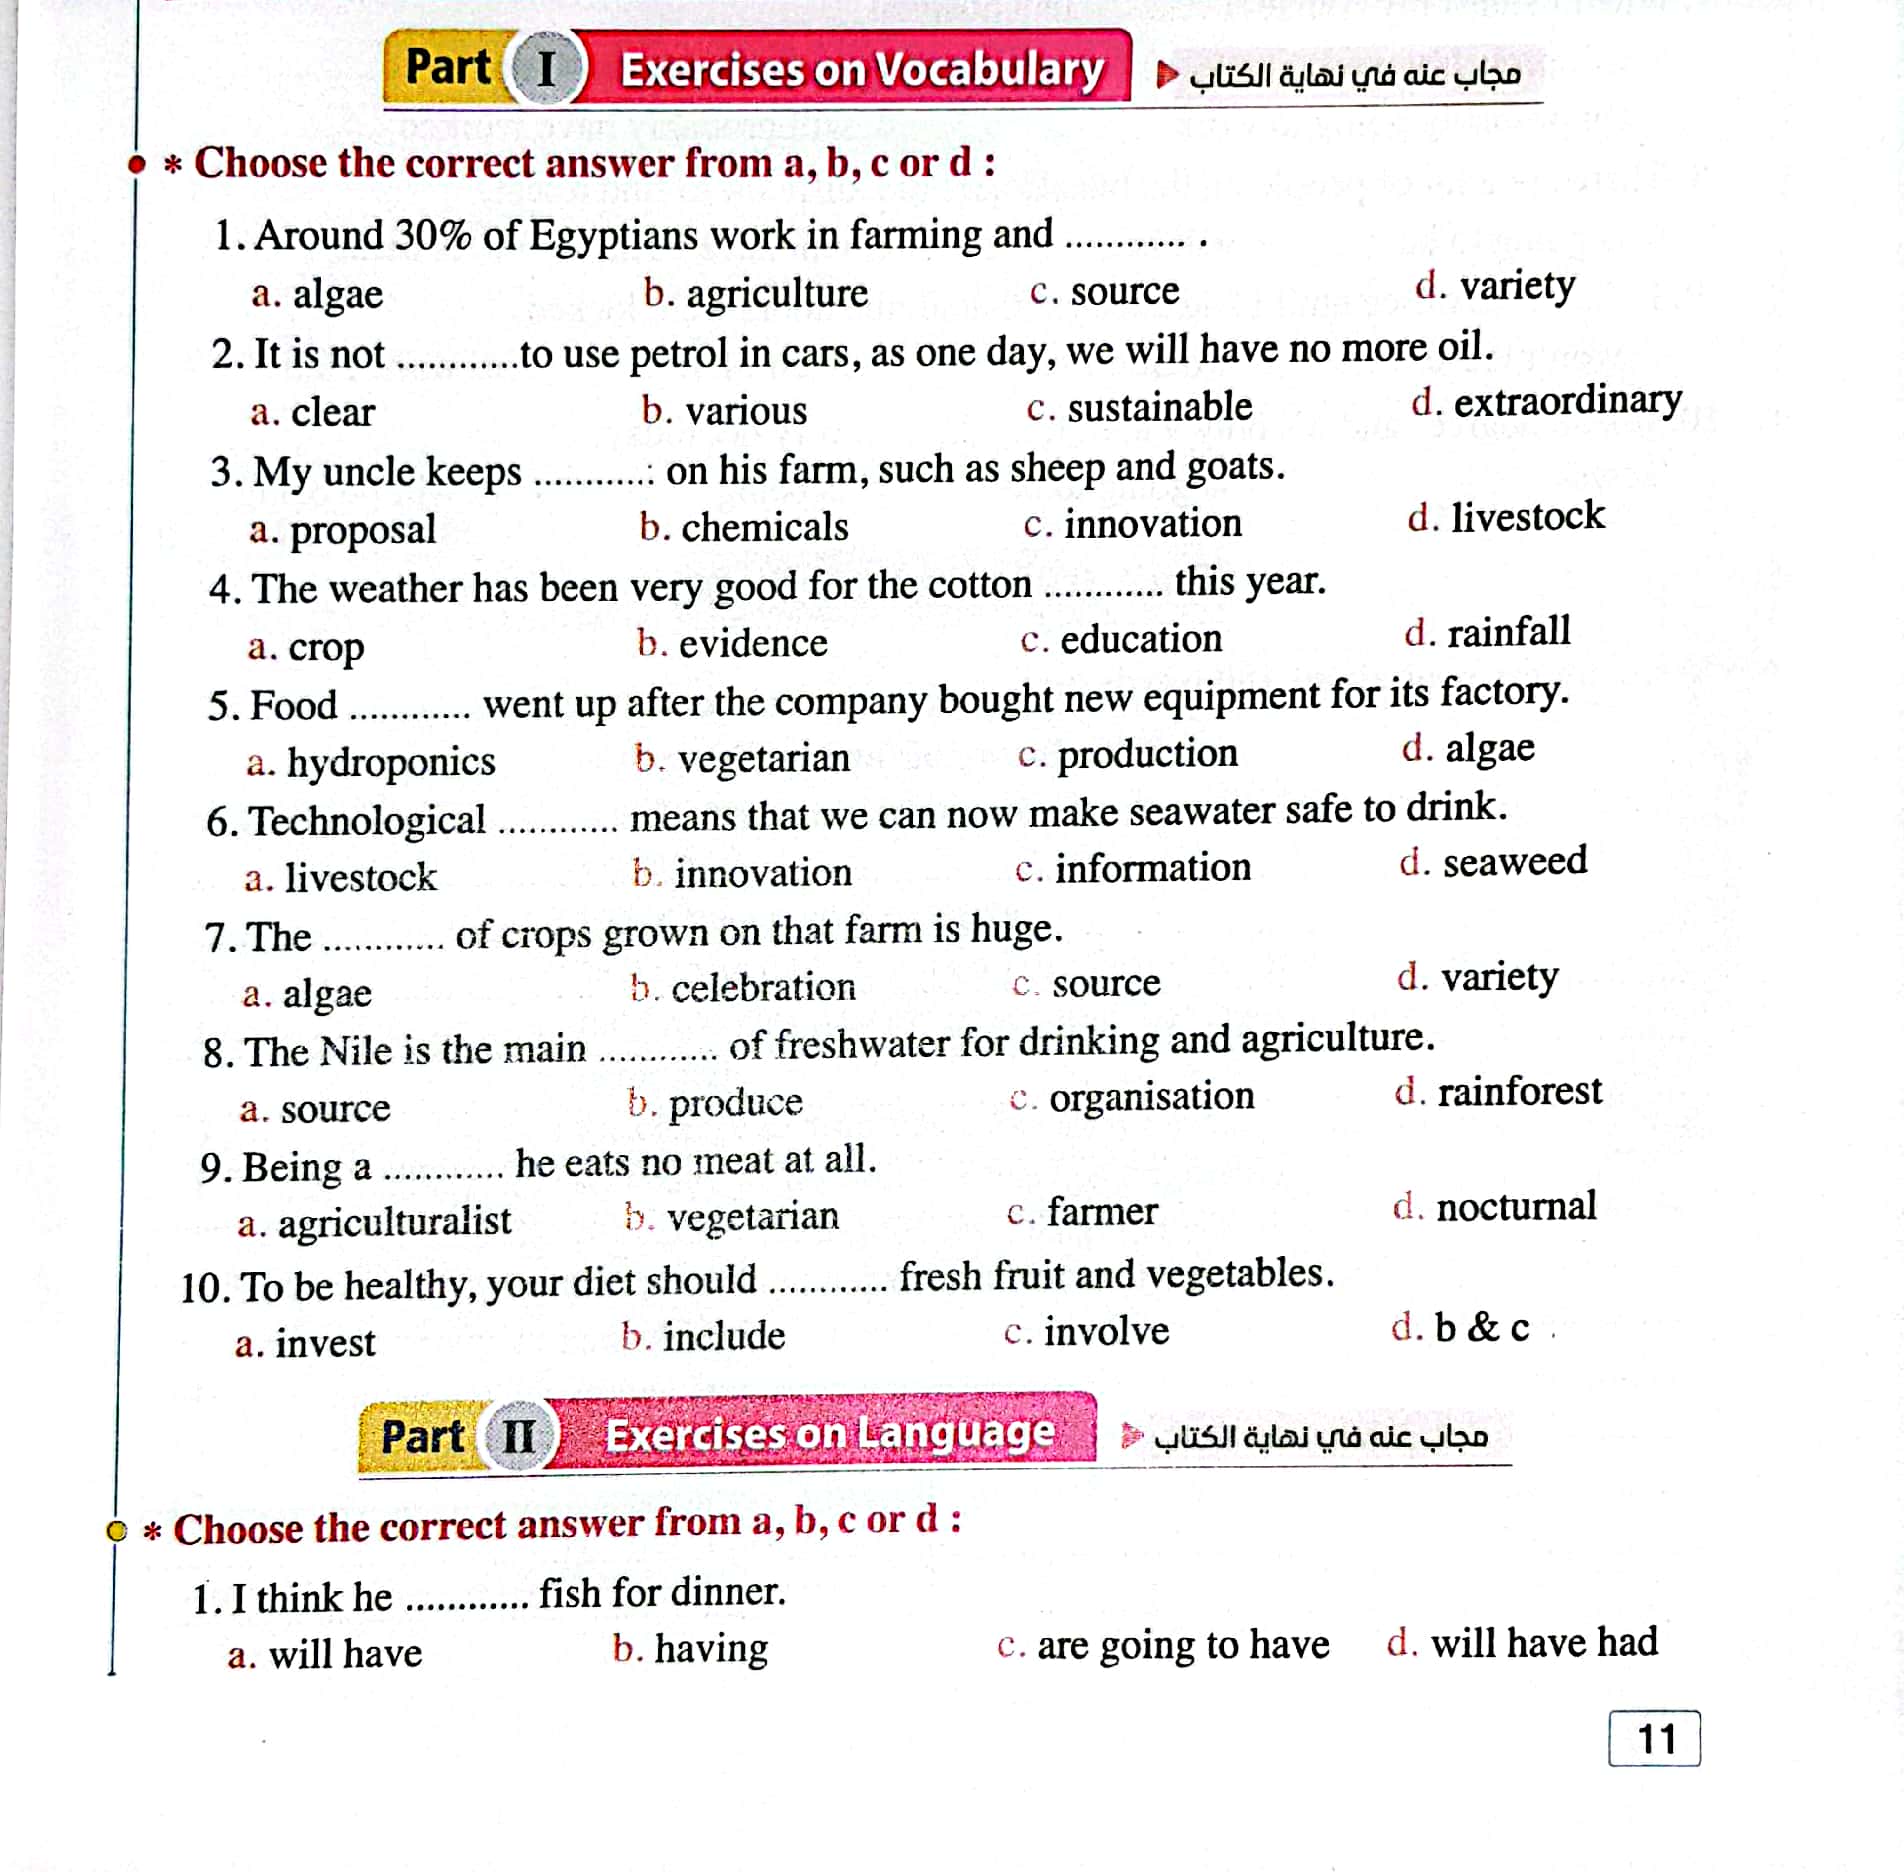 Part I Exercises on Vocabulary مجاب عنه في نهاية الكتاب
* Choose the correct answer from a, b, c or d :
1. Around 30% of Egyptians work in farming and ............ .
a. algae b. agriculture c. source d. variety
2. It is not ............to use petrol in cars, as one day, we will have no more oil.
a. clear b. various c. sustainable d. extraordinary
3. My uncle keeps ...........: on his farm, such as sheep and goats.
a. proposal b. chemicals c. innovation d. livestock
4. The weather has been very good for the cotton ............ this year.
a. crop b. evidence c. education d. rainfall
5. Food ............ went up after the company bought new equipment for its factory.
a. hydroponics b. vegetarian c. production d. algae
6. Technological ............ means that we can now make seawater safe to drink.
a. livestock b. innovation c. information d. seaweed
7. The ............ of crops grown on that farm is huge.
a. algae b. celebration c. source d. variety
8. The Nile is the main ............ of freshwater for drinking and agriculture.
a. source b. produce c. organisation d. rainforest
9. Being a ............ he eats no meat at all.
a. agriculturalist b. vegetarian c. farmer d. nocturnal
10. To be healthy, your diet should ............ fresh fruit and vegetables.
a. invest b. include c. involve d. b & c .
Part II Exercises on Language مجاب عنه في نهاية الكتاب
* Choose the correct answer from a, b, c or d :
1. I think he ............ fish for dinner.
a. will have b. having c. are going to have d. will have had
11